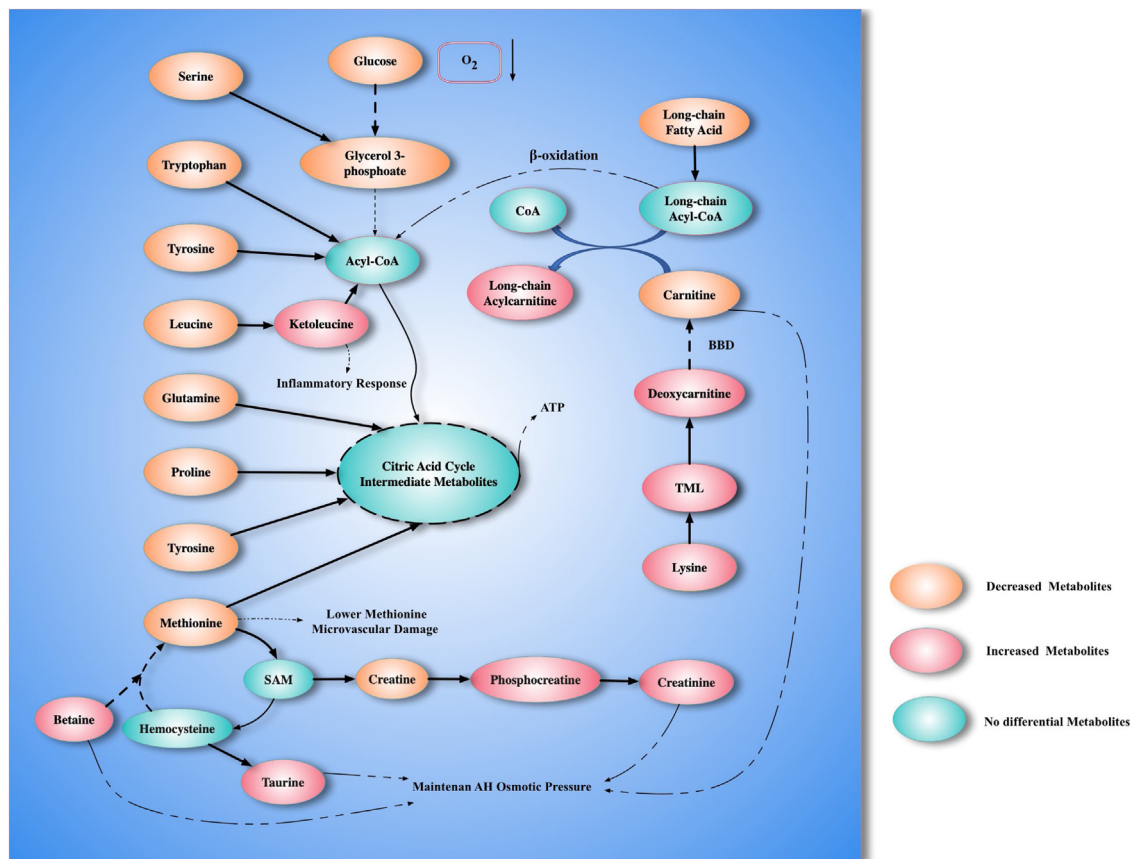 Glucose
O2
Serine
Long-chain
Fatty Acid
Glycerol 3-
phosphoate
Tryptophan
β-oxidation
CoA
Long-chain
Acyl-CoA
Tyrosine
Acyl-CoA
Long-chain
Acylcarnitine
Carnitine
Leucine
Ketoleucine
BBD
Inflammatory Response
Deoxycarnitine
Glutamine
ATP
Citric Acid Cycle
Intermediate Metabolites
Proline
TML
Tyrosine
Lysine
Decreased Metabolites
Methionine
Lower Methionine
Microvascular Damage
Increased Metabolites
SAM
Creatine
Phosphocreatine
Creatinine
Betaine
Hemocysteine
No differential Metabolites
Taurine
Maintenan AH Osmotic Pressure